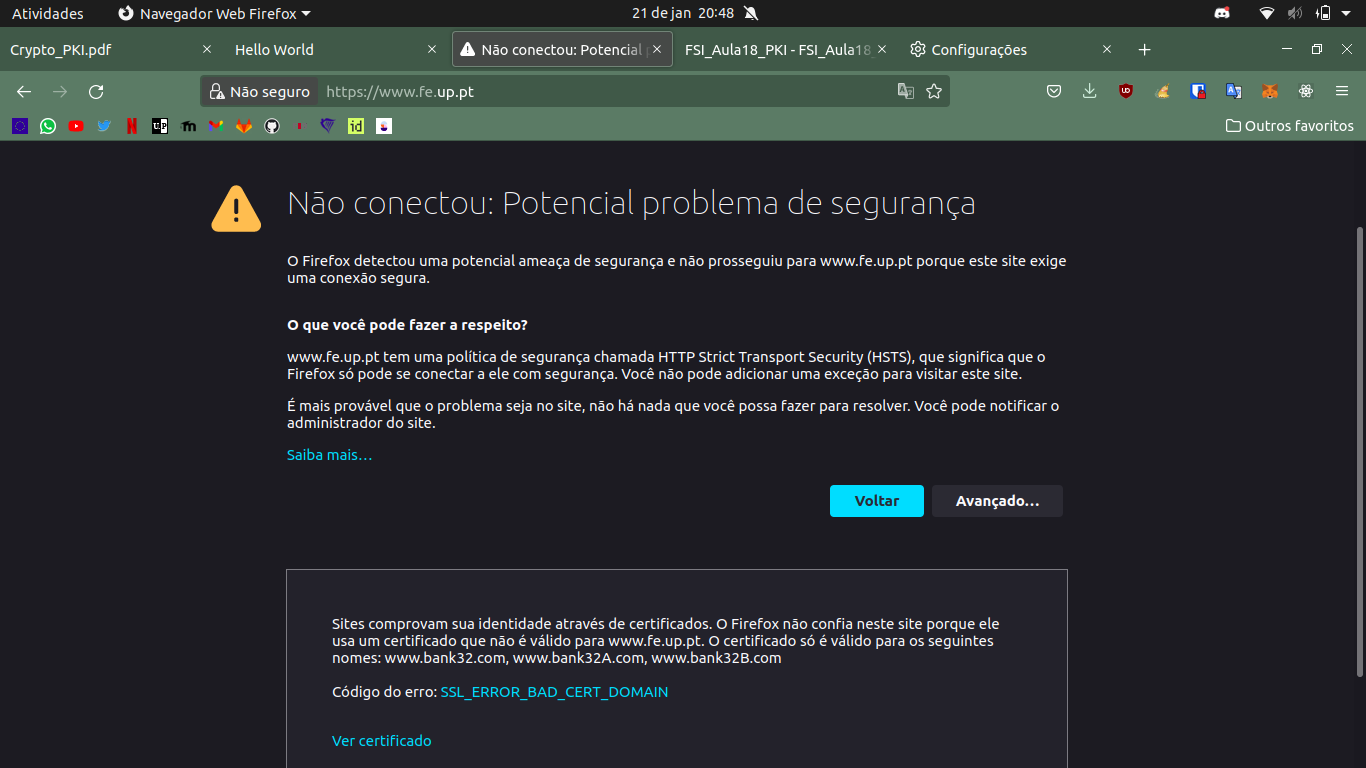 Atividades
Navegador Web Firefox
21 de jan 20:48
Crypto_PKI.pdf
Hello World
Não conectou: Potencial
FSI_Aula18_PKI - FSI_Aula18
Configurações
Não seguro
https://www.fe.up.pt
Outros favoritos
Não conectou: Potencial problema de segurança
O Firefox detectou uma potencial ameaça de segurança e não prosseguiu para www.fe.up.pt porque este site exige
uma conexão segura.
O que você pode fazer a respeito?
www.fe.up.pt tem uma política de segurança chamada HTTP Strict Transport Security (HSTS), que significa que o
Firefox só pode se conectar a ele com segurança. Você não pode adicionar uma exceção para visitar este site.
É mais provável que o problema seja no site, não há nada que você possa fazer para resolver. Você pode notificar o
administrador do site.
Saiba mais…
Voltar
Avançado…
Sites comprovam sua identidade através de certificados. O Firefox não confia neste site porque ele
usa um certificado que não é válido para www.fe.up.pt. O certificado só é válido para os seguintes
nomes: www.bank32.com, www.bank32A.com, www.bank32B.com
Código do erro: SSL_ERROR_BAD_CERT_DOMAIN
Ver certificado